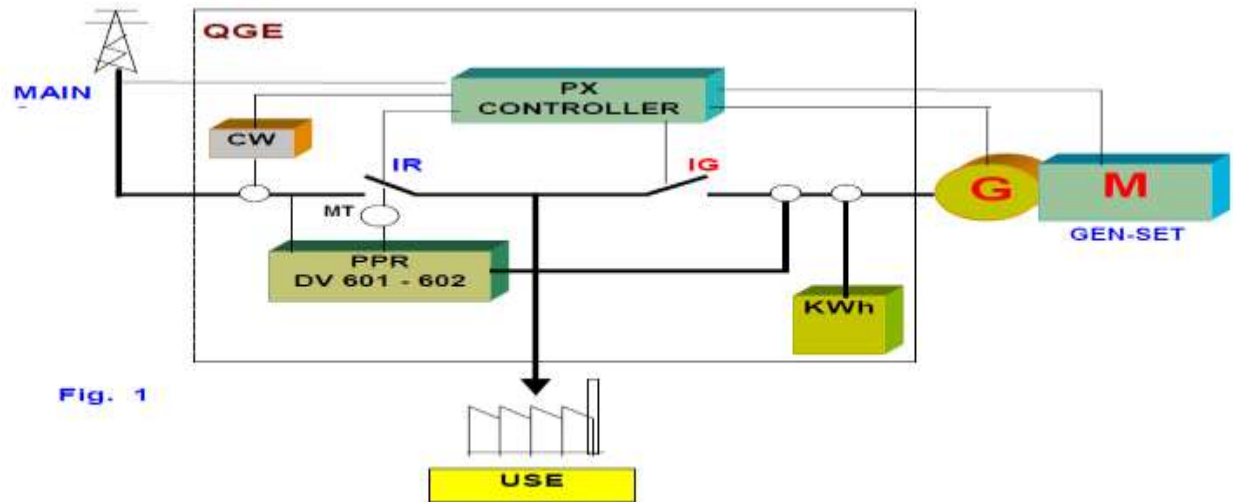 QGE
MAIN
PX
CONTROLLER
CW
IR
IG
MT
G
M
GEN-SET
PPR
DV 601 - 602
KWh
Fig. 1
USE